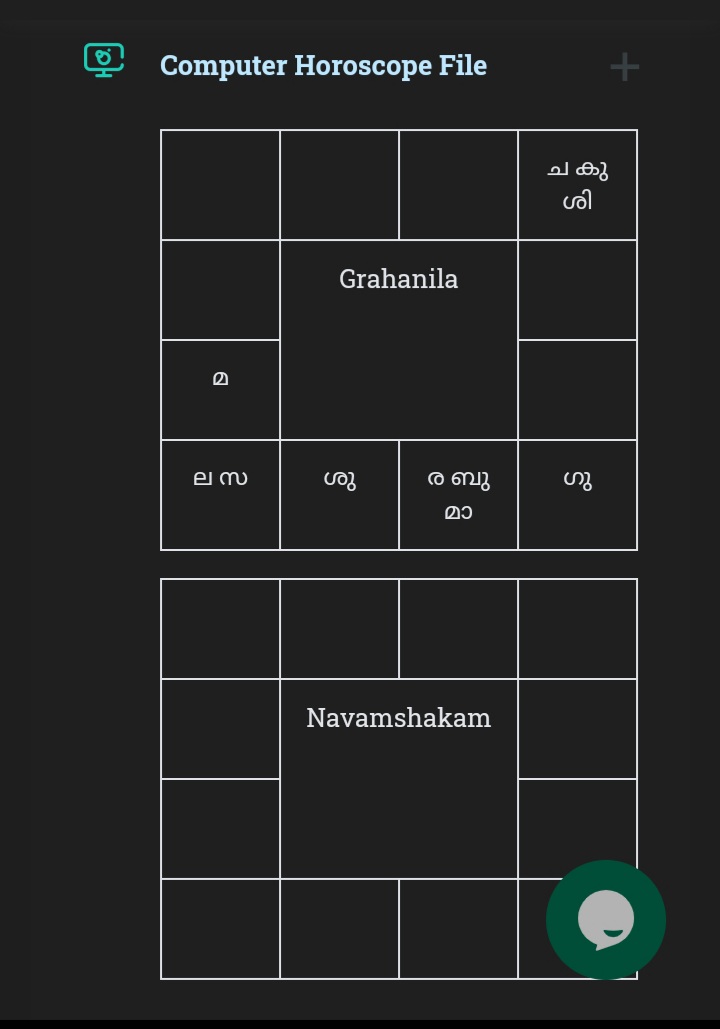 Computer Horoscope File
ച കു
ശി
Grahanila
മ
ല സ
ശു
ര ബു
മാ
ഗു
Navamshakam